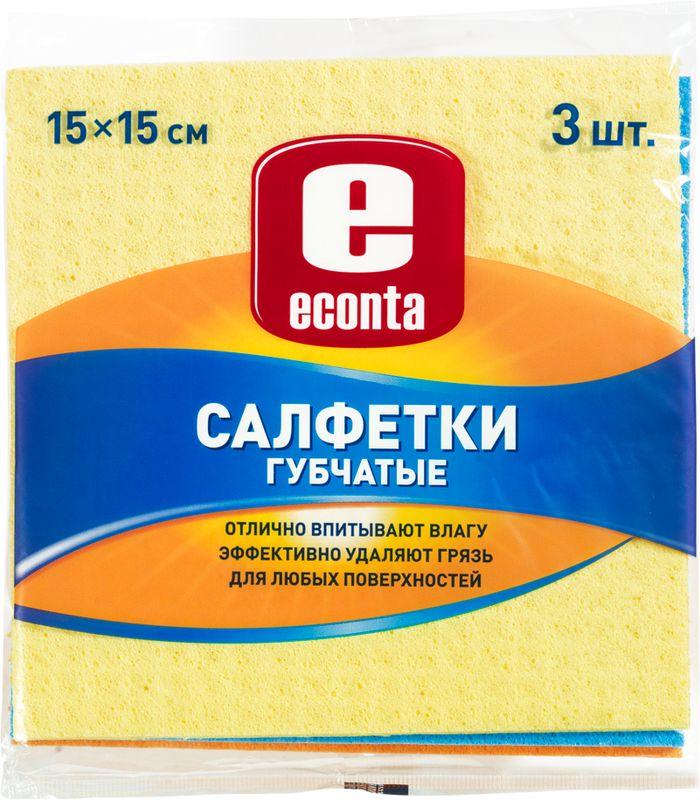 15×15 см
3 шт.
e
econta
САЛФЕТКИ
ГУБЧАТЫЕ
ОТЛИЧНО ВПИТЫВАЮТ ВЛАГУ
ЭФФЕКТИВНО УДАЛЯЮТ ГРЯЗЬ
ДЛЯ ЛЮБЫХ ПОВЕРХНОСТЕЙ